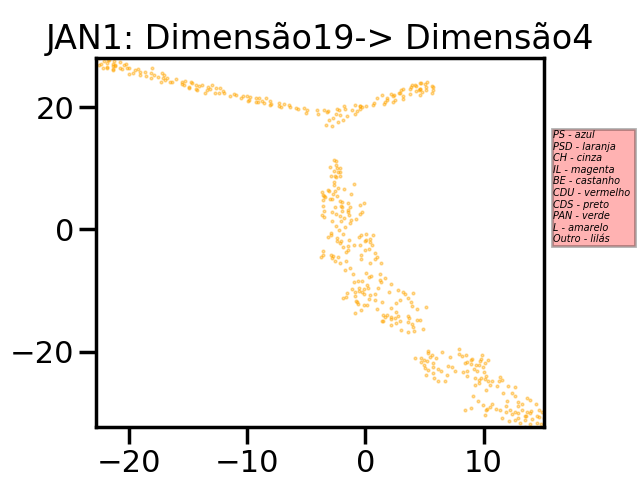 JAN1: Dimensão19-> Dimensão4
20
0
−20
−20
−10
0
10
PS - azul
PSD - laranja
CH - cinza
IL - magenta
BE - castanho
CDU - vermelho
CDS - preto
PAN - verde
L - amarelo
Outro - lilás